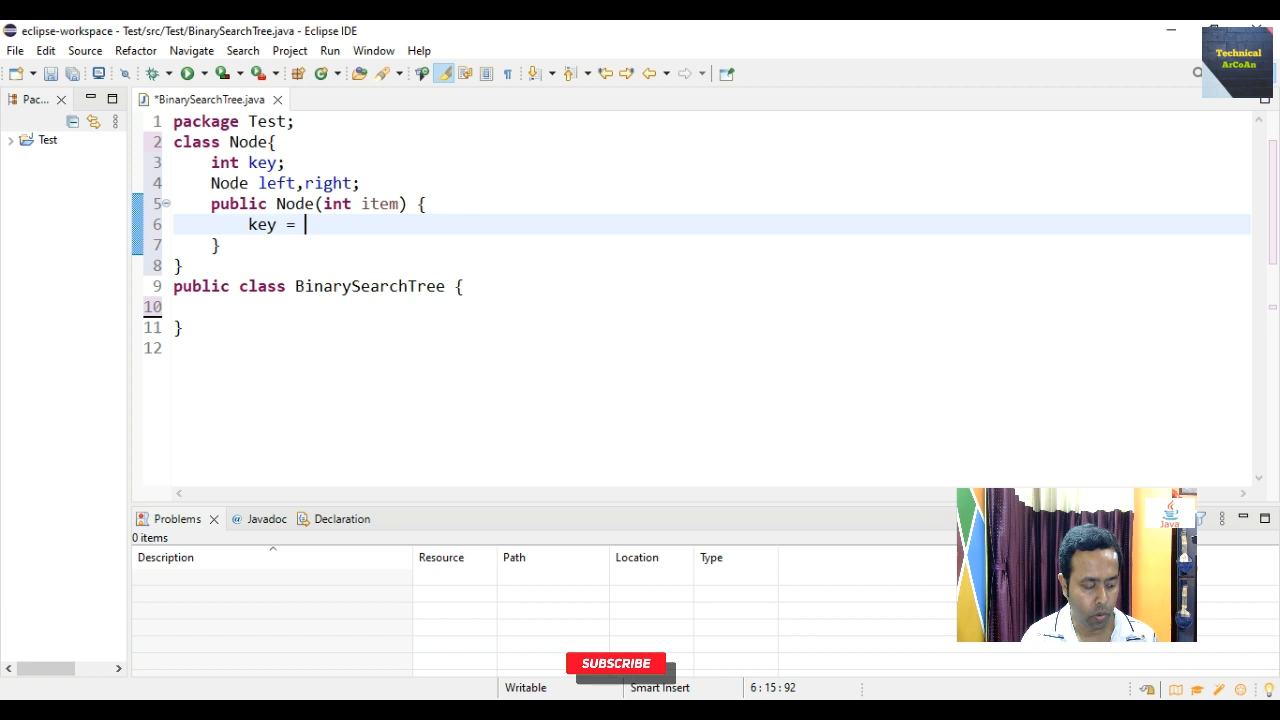 eclipse-workspace - Test/src/Test/BinarySearchTree.java - Eclipse IDE
File Edit Source Refactor Navigate Search Project Run Window Help
Technical
ArCoAn
Pac...
*BinarySearchTree.java
Test
1 package Test;
2 class Node{
3 int key;
4 Node left,right;
5 public Node(int item) {
6 key =
7 }
8 }
9 public class BinarySearchTree {
10
11 }
12
Problems @ Javadoc Declaration
0 items
Description Resource Path Location Type
Java
SUBSCRIBE
Writable Smart Insert 6 : 15 : 92